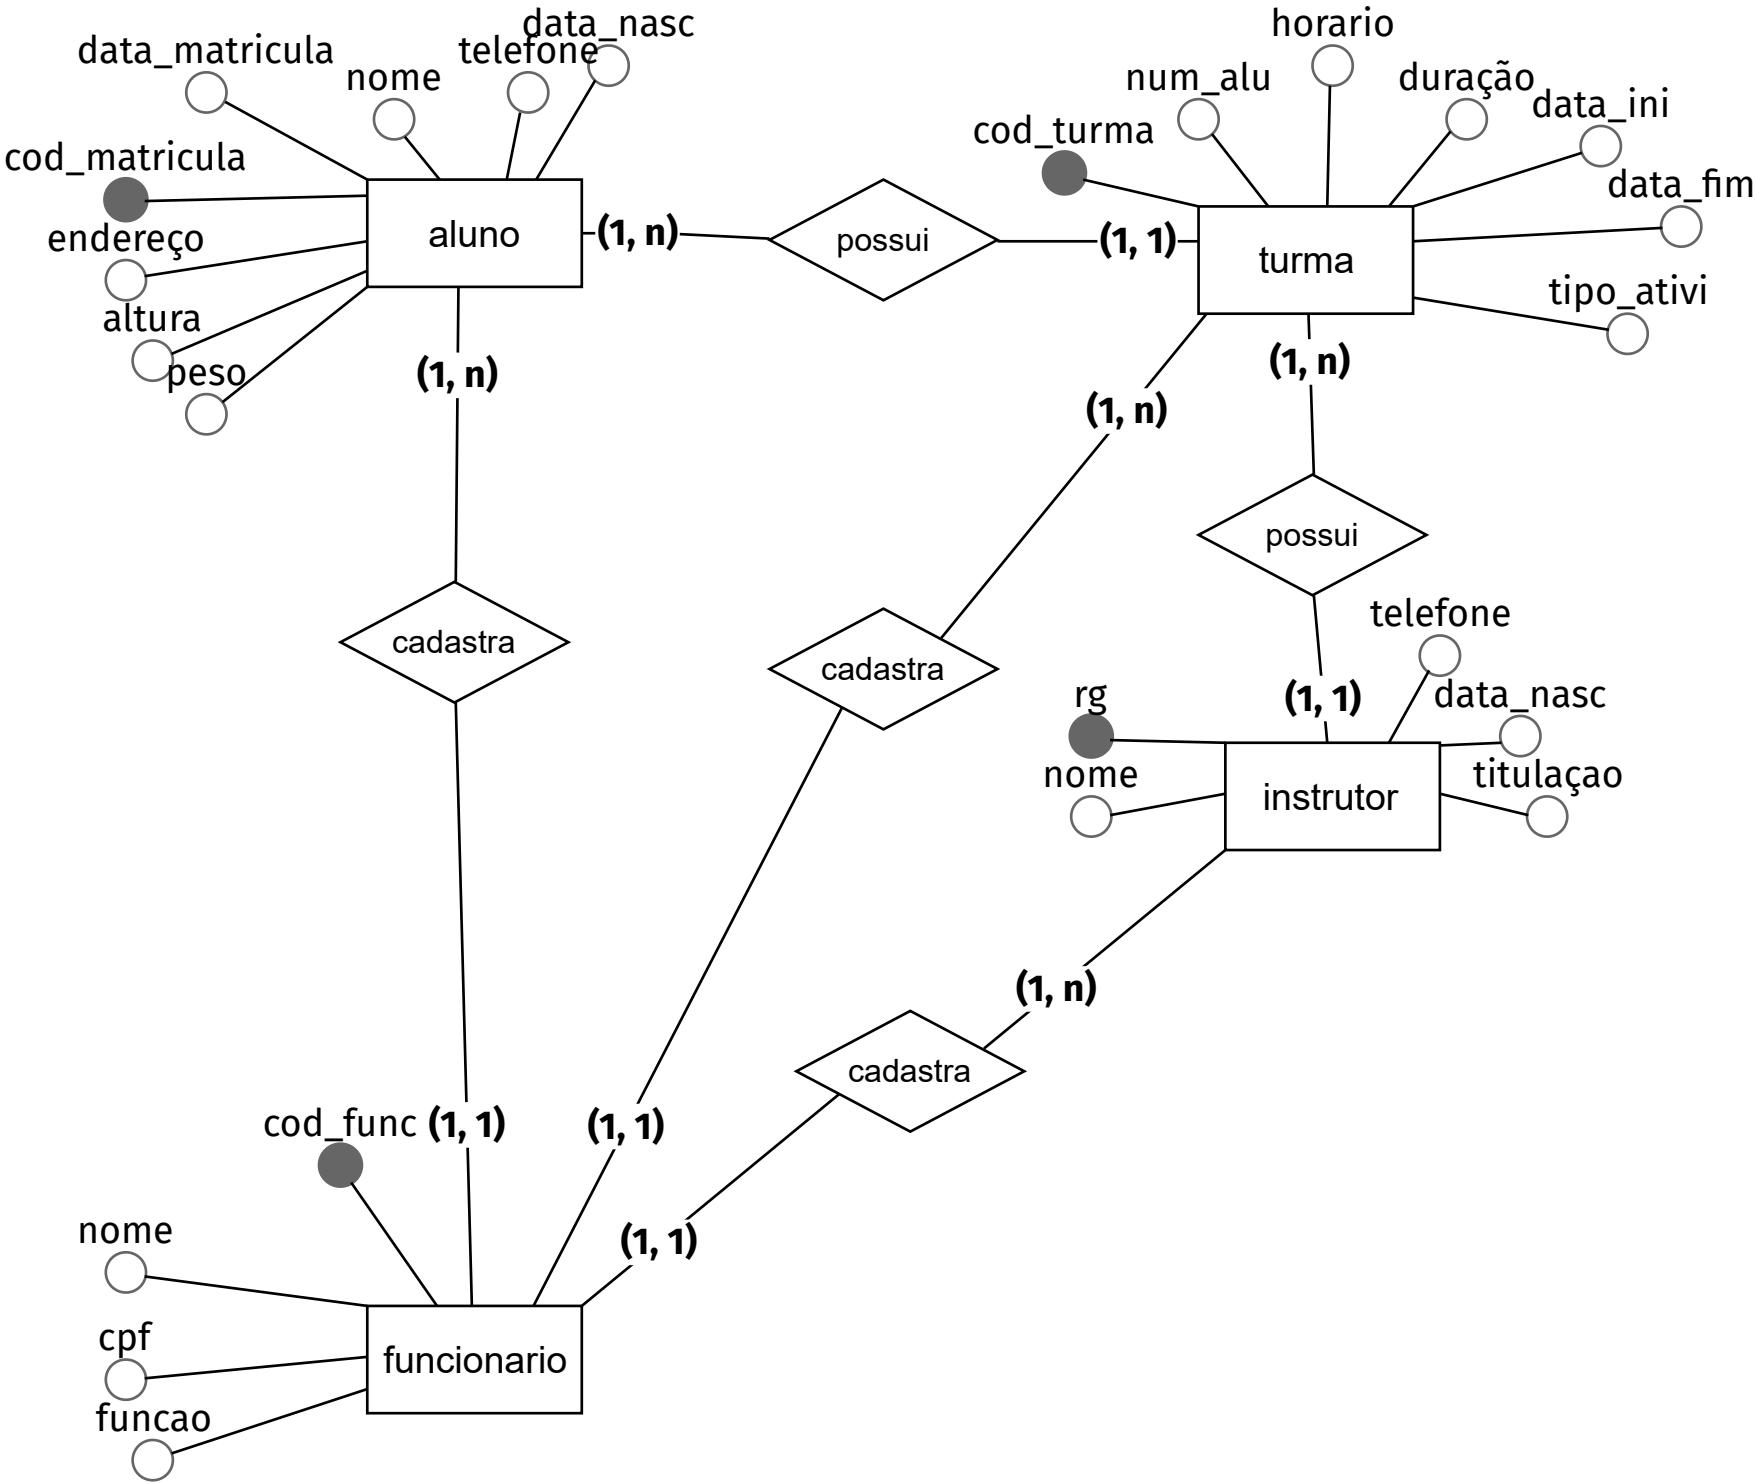 data_nasc
horario
data_matricula
telefone
nome
num_alu
duração
data_ini
cod_turma
cod_matricula
data_fim
endereço
aluno
(1, n)
possui
(1, 1)
turma
tipo_ativi
altura
peso
(1, n)
(1, n)
(1, n)
possui
cadastra
cadastra
telefone
rg
(1, 1)
data_nasc
nome
instrutor
titulaçao
(1, n)
cadastra
cod_func
(1, 1)
(1, 1)
nome
(1, 1)
cpf
funcionario
funcao